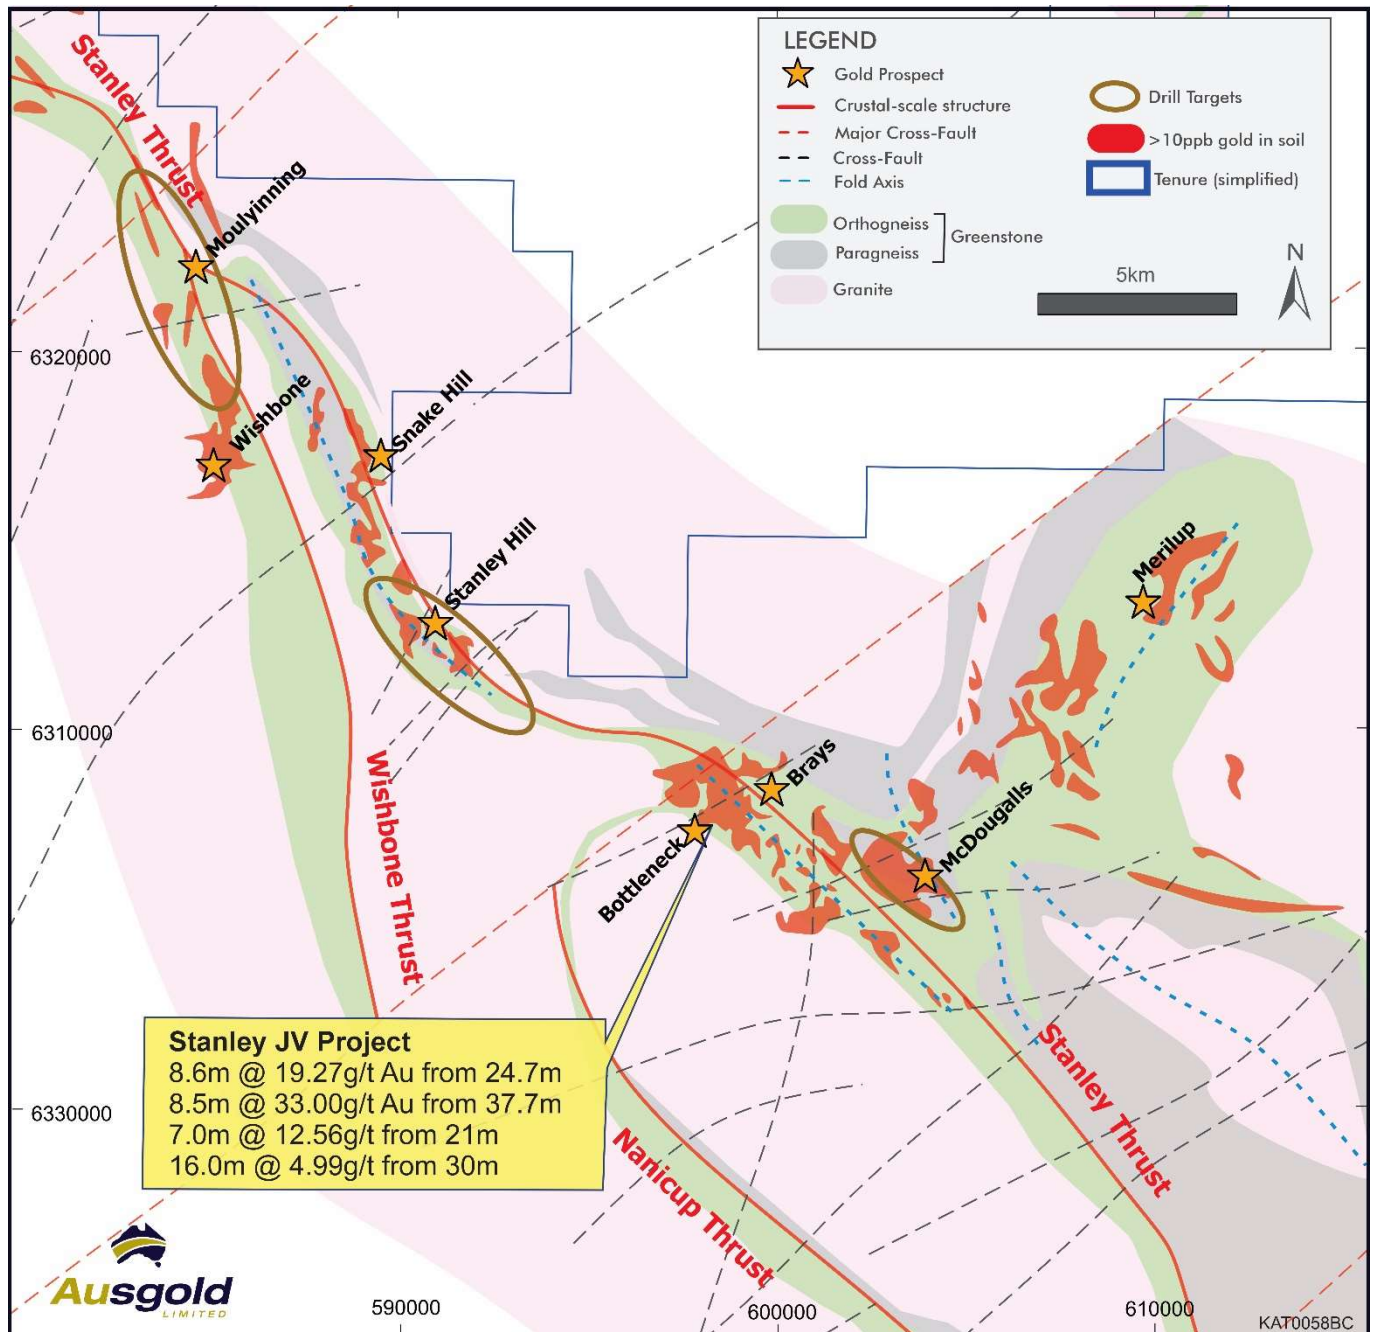 LEGEND
Gold Prospect
Crustal-scale structure
Major Cross-Fault
Cross-Fault
Fold Axis
Orthogneiss
Paragneiss
Greenstone
Granite
Drill Targets
>10ppb gold in soil
Tenure (simplified)
5km
N
Stanley Thrust
Moulyinning
6320000
Wishbone
Snake Hill
Stanley Hill
Merilup
6310000
Wishbone Thrust
Brays
Bottleneck
McDougalls
Stanley JV Project
8.6m @ 19.27g/t Au from 24.7m
8.5m @ 33.00g/t Au from 37.7m
7.0m @ 12.56g/t from 21m
16.0m @ 4.99g/t from 30m
6330000
Stanley Thrust
Nanicup Thrust
Ausgold
LIMITED
590000
600000
610000
KAT0058BC